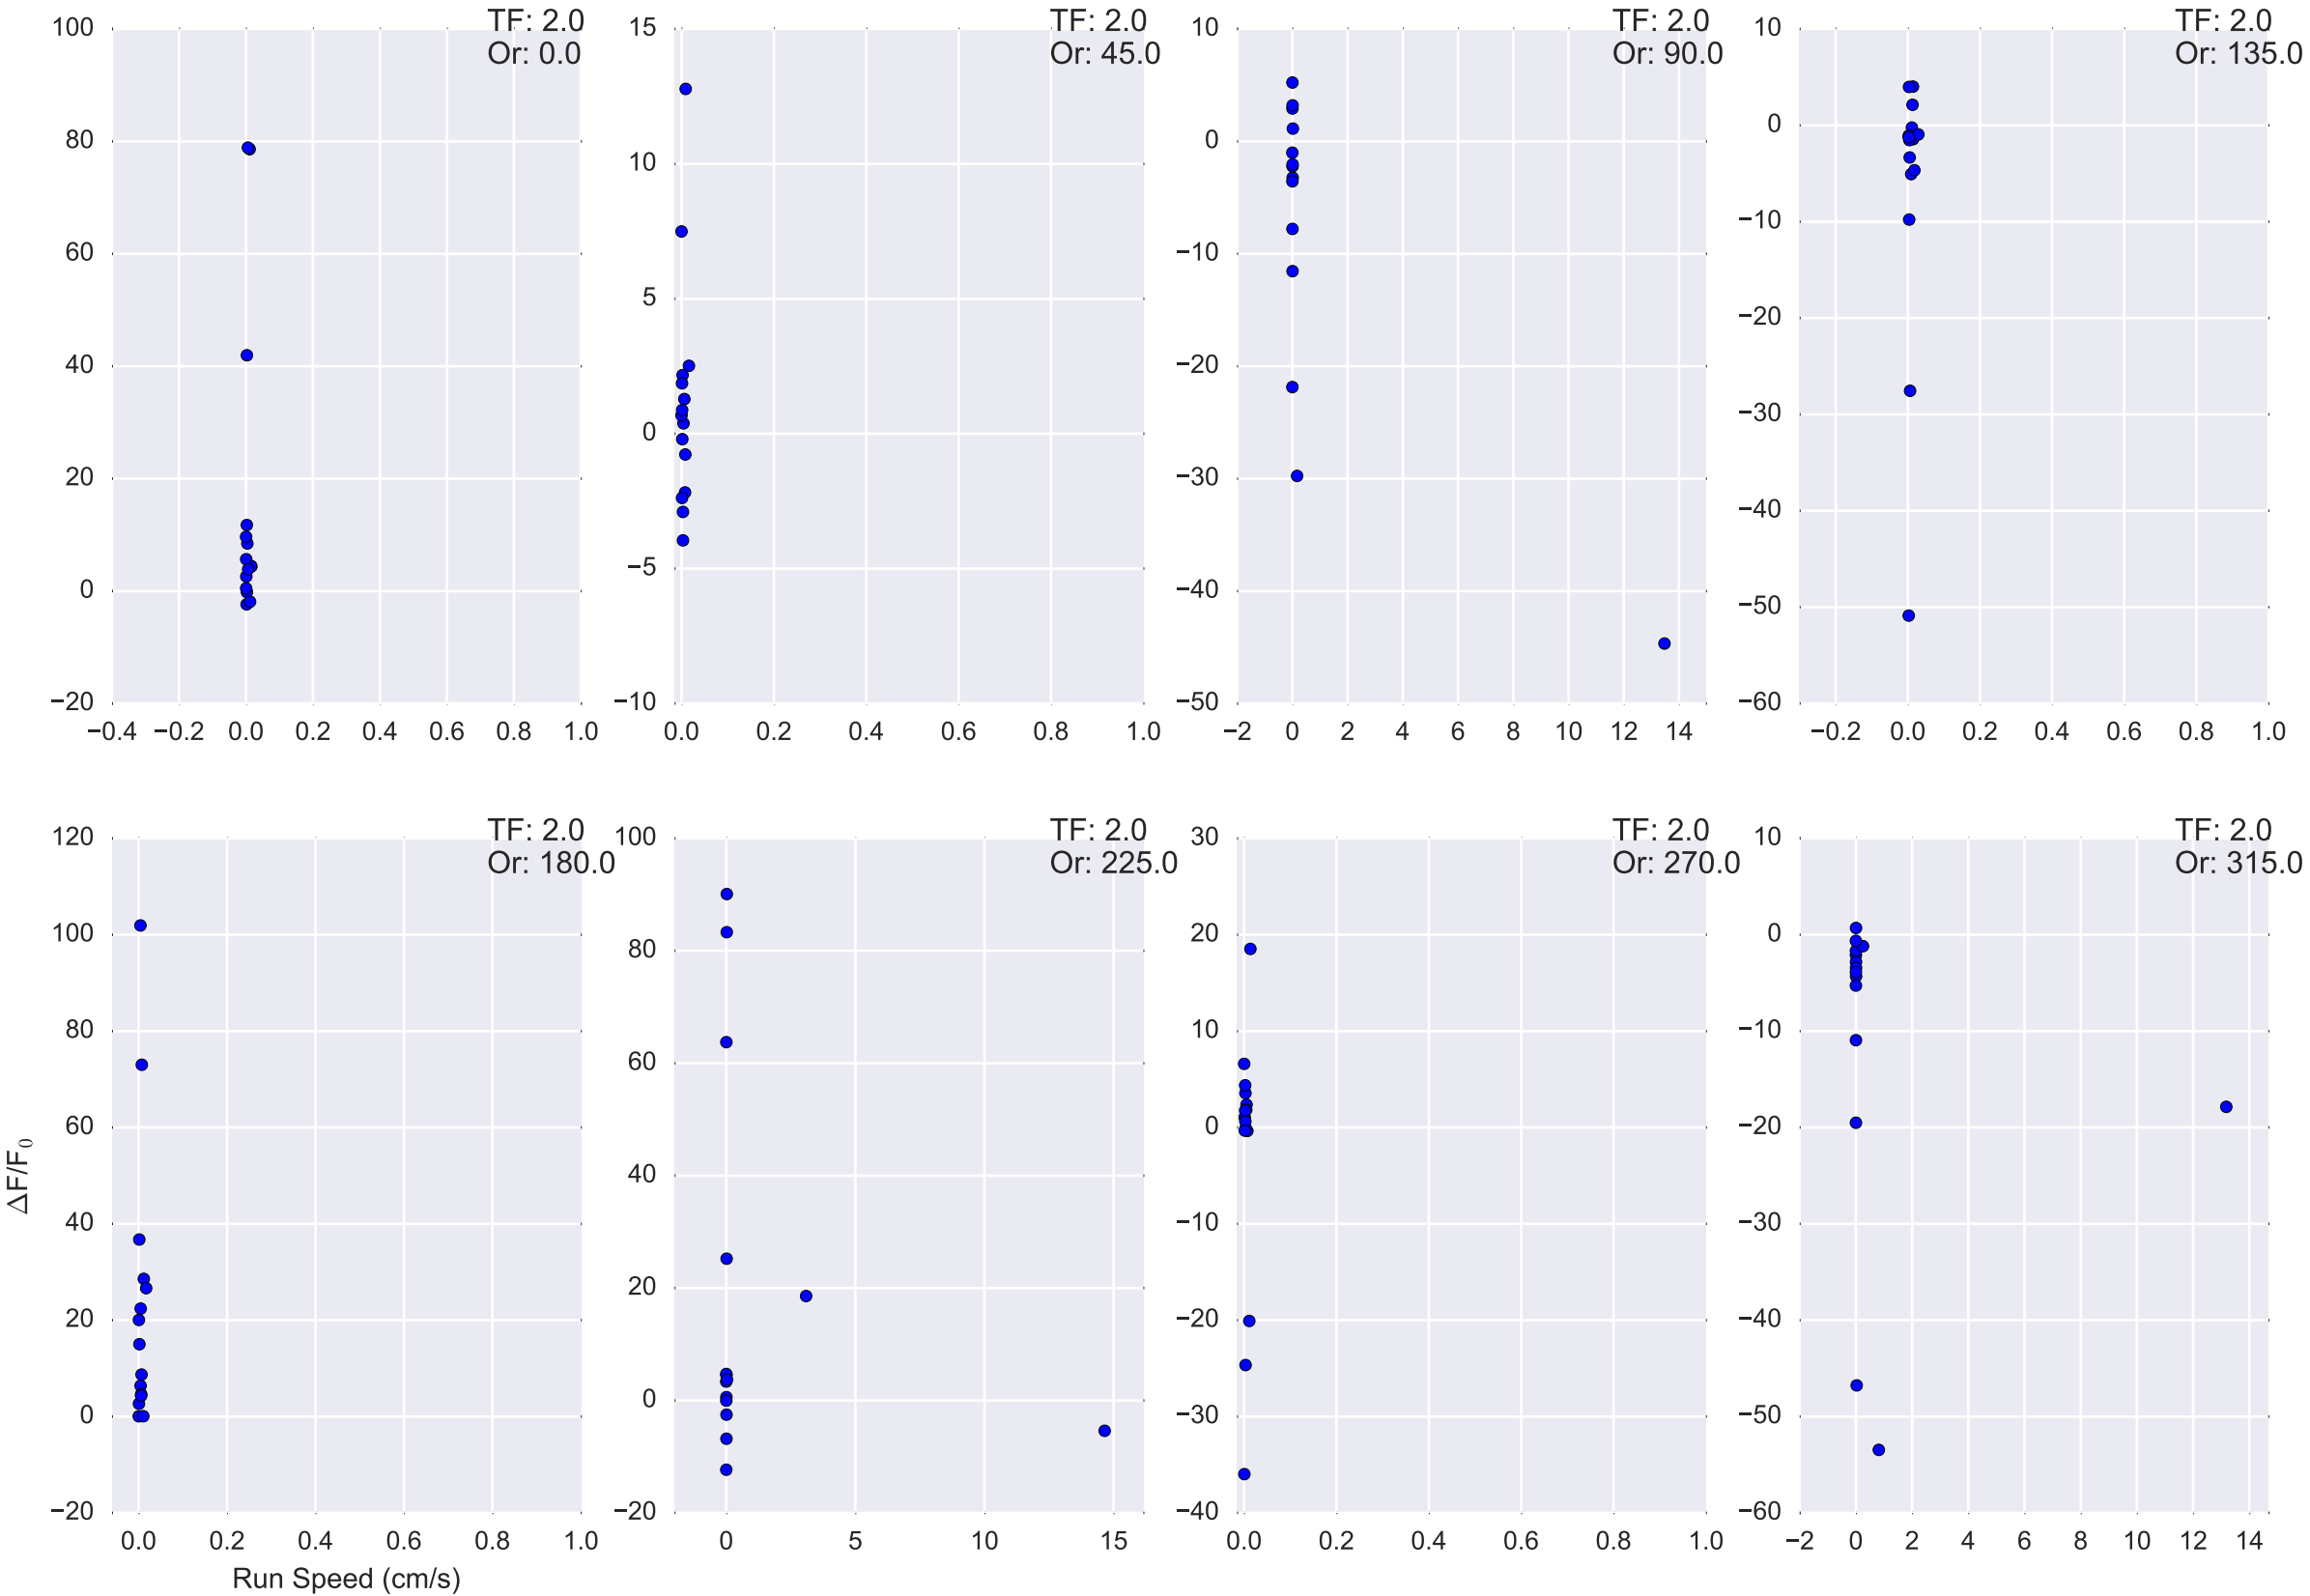 TF: 2.0
Or: 0.0
100
80
60
40
20
0
−20
−0.4 −0.2 0.0 0.2 0.4 0.6 0.8 1.0
TF: 2.0
Or: 45.0
15
10
5
0
−5
−10
0.0 0.2 0.4 0.6 0.8 1.0
TF: 2.0
Or: 90.0
10
0
−10
−20
−30
−40
−50
−2 0 2 4 6 8 10 12 14
TF: 2.0
Or: 135.0
10
0
−10
−20
−30
−40
−50
−60
−0.2 0.0 0.2 0.4 0.6 0.8 1.0
TF: 2.0
Or: 180.0
120
100
80
60
40
20
0
−20
0.0 0.2 0.4 0.6 0.8 1.0
ΔF/F₀
Run Speed (cm/s)
TF: 2.0
Or: 225.0
100
80
60
40
20
0
−20
0 5 10 15
TF: 2.0
Or: 270.0
30
20
10
0
−10
−20
−30
−40
0.0 0.2 0.4 0.6 0.8 1.0
TF: 2.0
Or: 315.0
10
0
−10
−20
−30
−40
−50
−60
−2 0 2 4 6 8 10 12 14